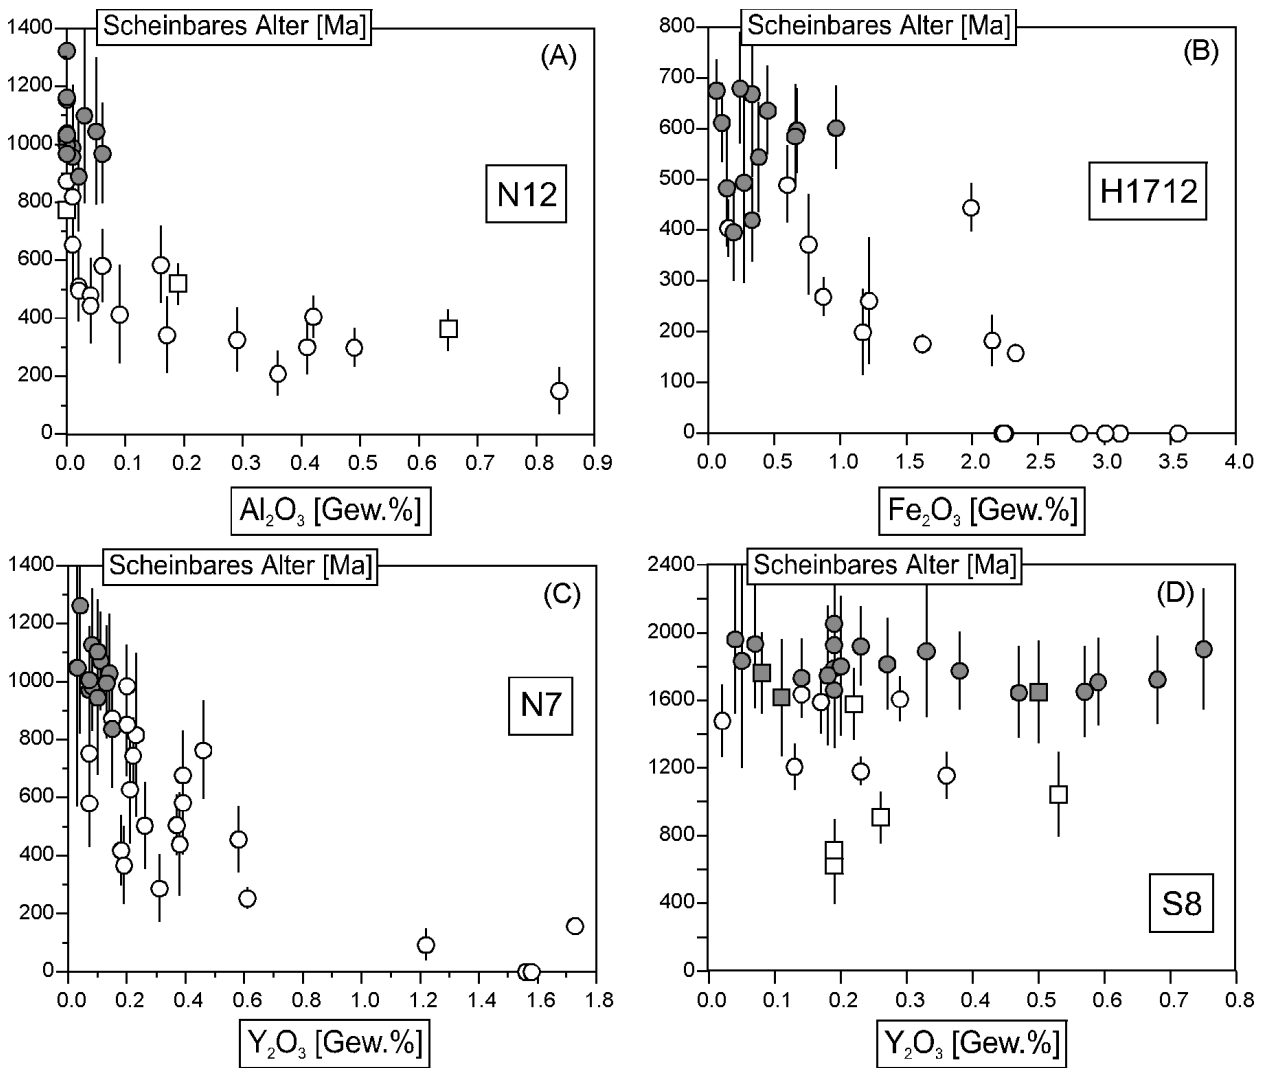 Scheinbares Alter [Ma]
(A)
1400
1200
1000
800
600
400
200
0
N12
0.0 0.1 0.2 0.3 0.4 0.5 0.6 0.7 0.8 0.9
Al₂O₃ [Gew.%]
Scheinbares Alter [Ma]
(B)
800
700
600
500
400
300
200
100
0
H1712
0.0 0.5 1.0 1.5 2.0 2.5 3.0 3.5 4.0
Fe₂O₃ [Gew.%]
Scheinbares Alter [Ma]
(C)
1400
1200
1000
800
600
400
200
0
N7
0.0 0.2 0.4 0.6 0.8 1.0 1.2 1.4 1.6 1.8
Y₂O₃ [Gew.%]
Scheinbares Alter [Ma]
(D)
2400
2000
1600
1200
800
400
0
S8
0.0 0.1 0.2 0.3 0.4 0.5 0.6 0.7 0.8
Y₂O₃ [Gew.%]